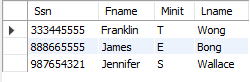 Ssn Fname Minit Lname
333445555 Franklin T Wong
888665555 James E Bong
987654321 Jennifer S Wallace